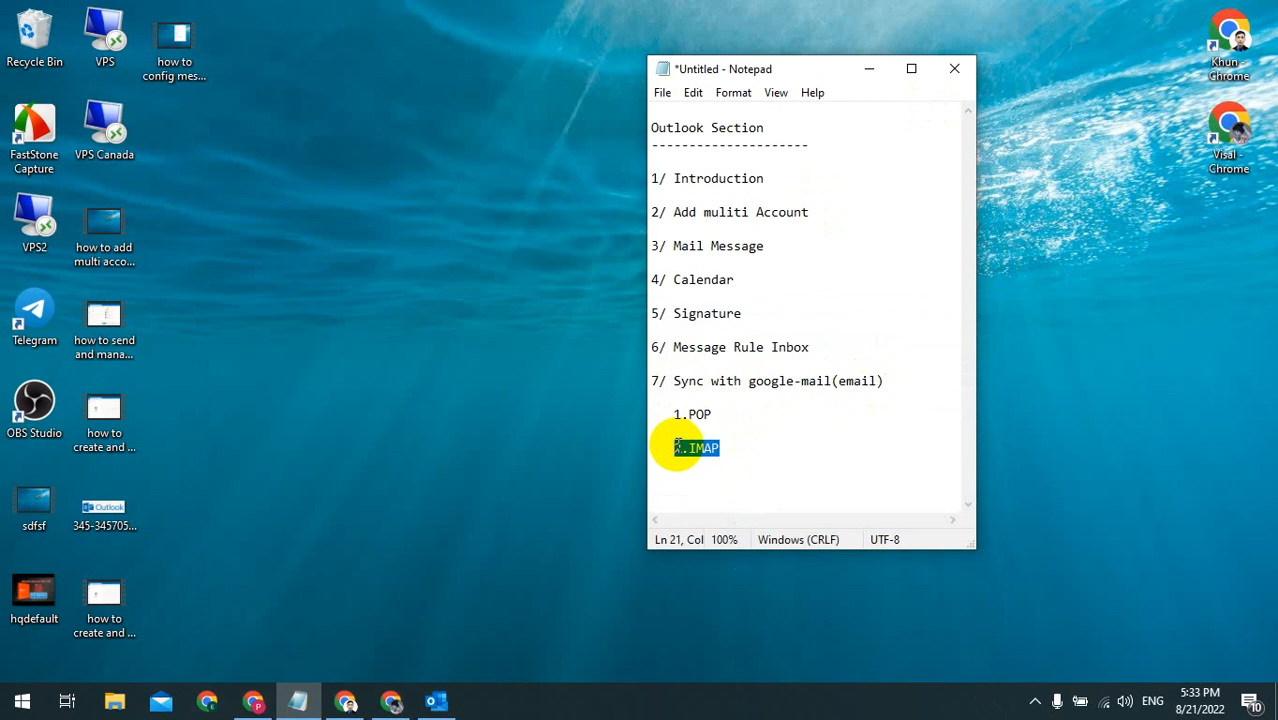 Recycle Bin
VPS
how to
config mes...
FastStone
Capture
VPS Canada
VPS2
how to add
multi acco...
Telegram
how to send
and mana...
OBS Studio
how to
create and ...
sdfsf
Outlook
345-345705...
hqdefault
how to
create and ...
*Untitled - Notepad
File Edit Format View Help
Outlook Section
---------------------
1/ Introduction
2/ Add muliti Account
3/ Mail Message
4/ Calendar
5/ Signature
6/ Message Rule Inbox
7/ Sync with google-mail(email)
1.POP
.IMAP
Ln 21, Col
100%
Windows (CRLF)
UTF-8
Khun -
Chrome
Visal -
Chrome
ENG
5:33 PM
8/21/2022
10